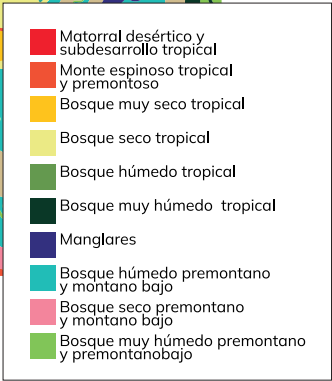 Matorral desértico y
subdesarrollo tropical
Monte espinoso tropical
y premontoso
Bosque muy seco tropical
Bosque seco tropical
Bosque húmedo tropical
Bosque muy húmedo tropical
Manglares
Bosque húmedo premontano
y montano bajo
Bosque seco premontano
y montano bajo
Bosque muy húmedo premontano
y premontanobajo